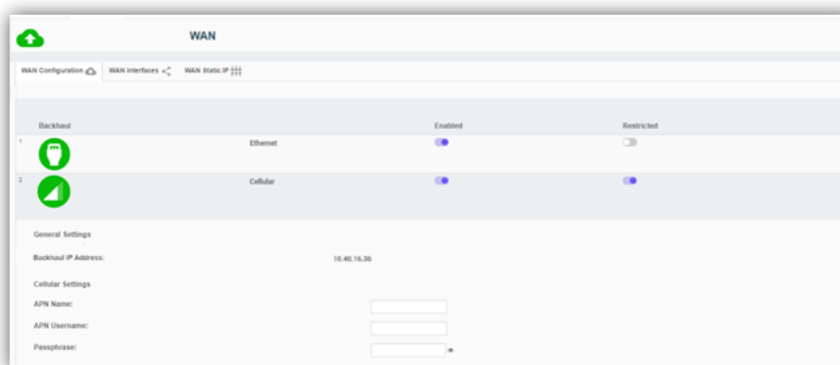 WAN
WAN Configuration WAN Interfaces WAN Static IP
Backhaul Enabled Restricted
1 Ethernet
2 Cellular
General Settings
Backhaul IP Address: 10.40.16.36
Cellular Settings
APN Name:
APN Username:
Passphrase: